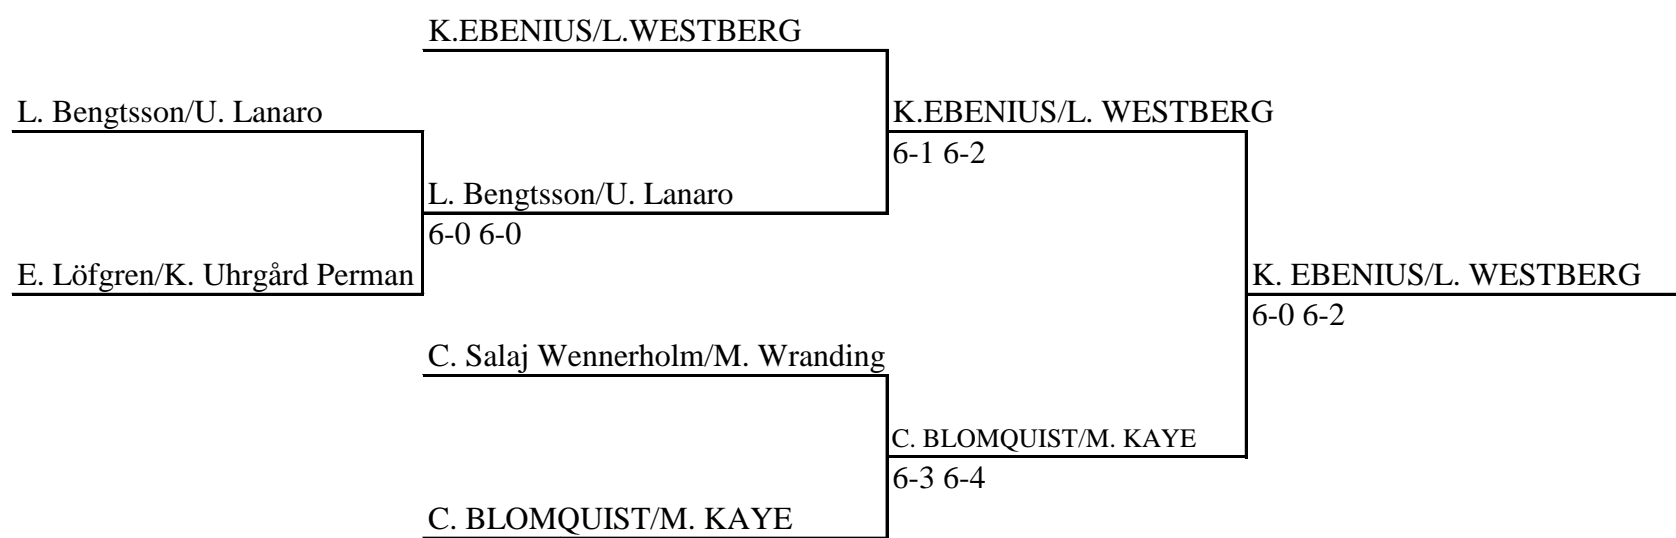 K.EBENIUS/L.WESTBERG
L. Bengtsson/U. Lanaro
K.EBENIUS/L. WESTBERG
6-1 6-2
L. Bengtsson/U. Lanaro
6-0 6-0
E. Löfgren/K. Uhrgård Perman
K. EBENIUS/L. WESTBERG
6-0 6-2
C. Salaj Wennerholm/M. Wranding
C. BLOMQUIST/M. KAYE
6-3 6-4
C. BLOMQUIST/M. KAYE